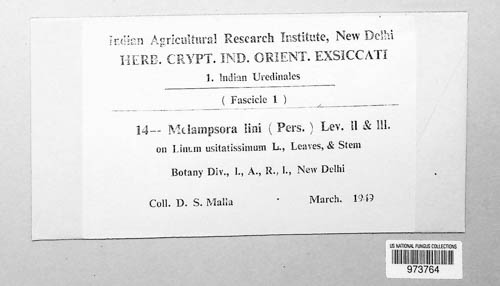 Indian Agricultural Research Institute, New Delhi
HERB. CRYPT. IND. ORIENT. EXSICCATI
1. Indian Uredinales
( Fascicle 1 )
14-- Melampsora lini ( Pers. ) Lev. II & III.
on Linum usitatissimum L., Leaves, & Stem
Botany Div., I., A., R., I., New Delhi
Coll. D. S. Malla March. 1949
US NATIONAL FUNGUS COLLECTIONS
973764